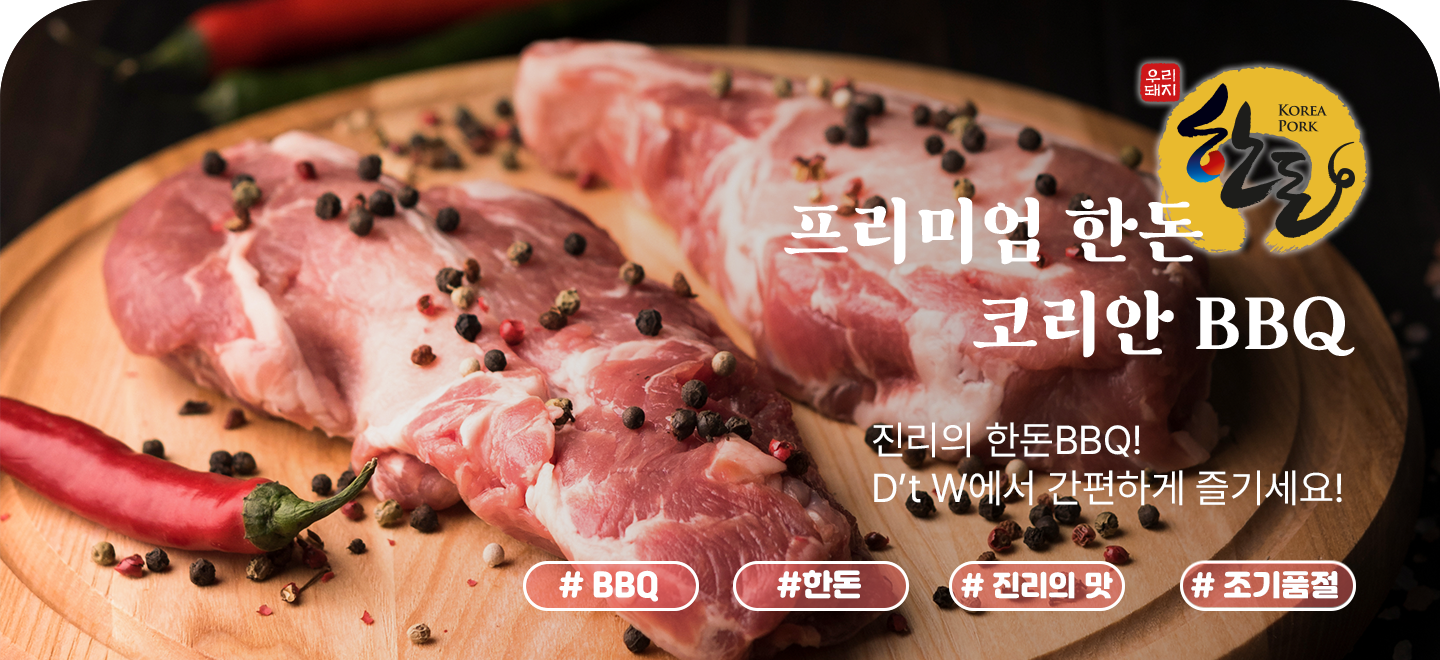 우리
돼지
한돈
KOREA
PORK
프리미엄 한돈
코리안 BBQ
진리의 한돈BBQ!
D't W에서 간편하게 즐기세요!
# BBQ
#한돈
# 진리의 맛
# 조기품절